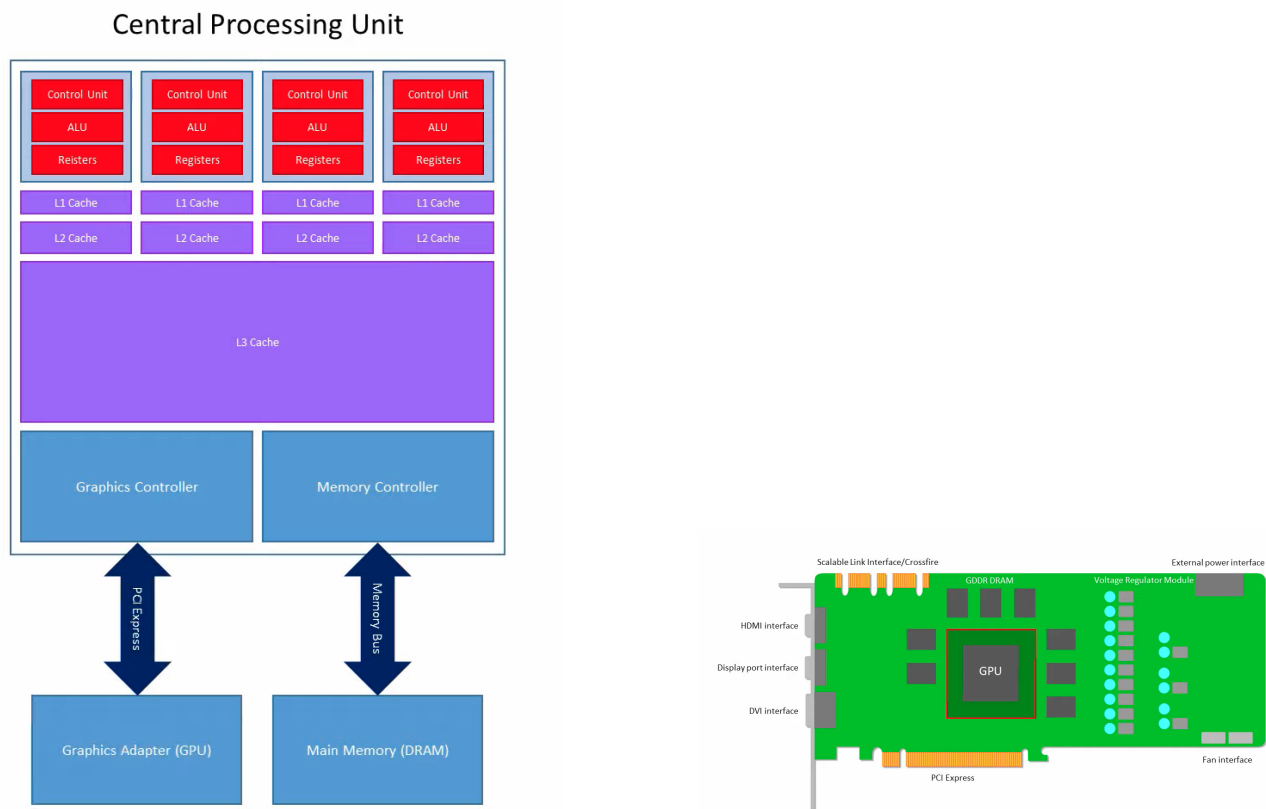 Central Processing Unit
Control Unit
Control Unit
Control Unit
Control Unit
ALU
ALU
ALU
ALU
Reisters
Registers
Registers
Registers
L1 Cache
L1 Cache
L1 Cache
L1 Cache
L2 Cache
L2 Cache
L2 Cache
L2 Cache
L3 Cache
Graphics Controller
Memory Controller
PCI Express
Memory Bus
Graphics Adapter (GPU)
Main Memory (DRAM)
Scalable Link Interface/Crossfire
External power interface
GDDR DRAM
Voltage Regulator Module
HDMI interface
Display port interface
GPU
DVI interface
Fan interface
PCI Express